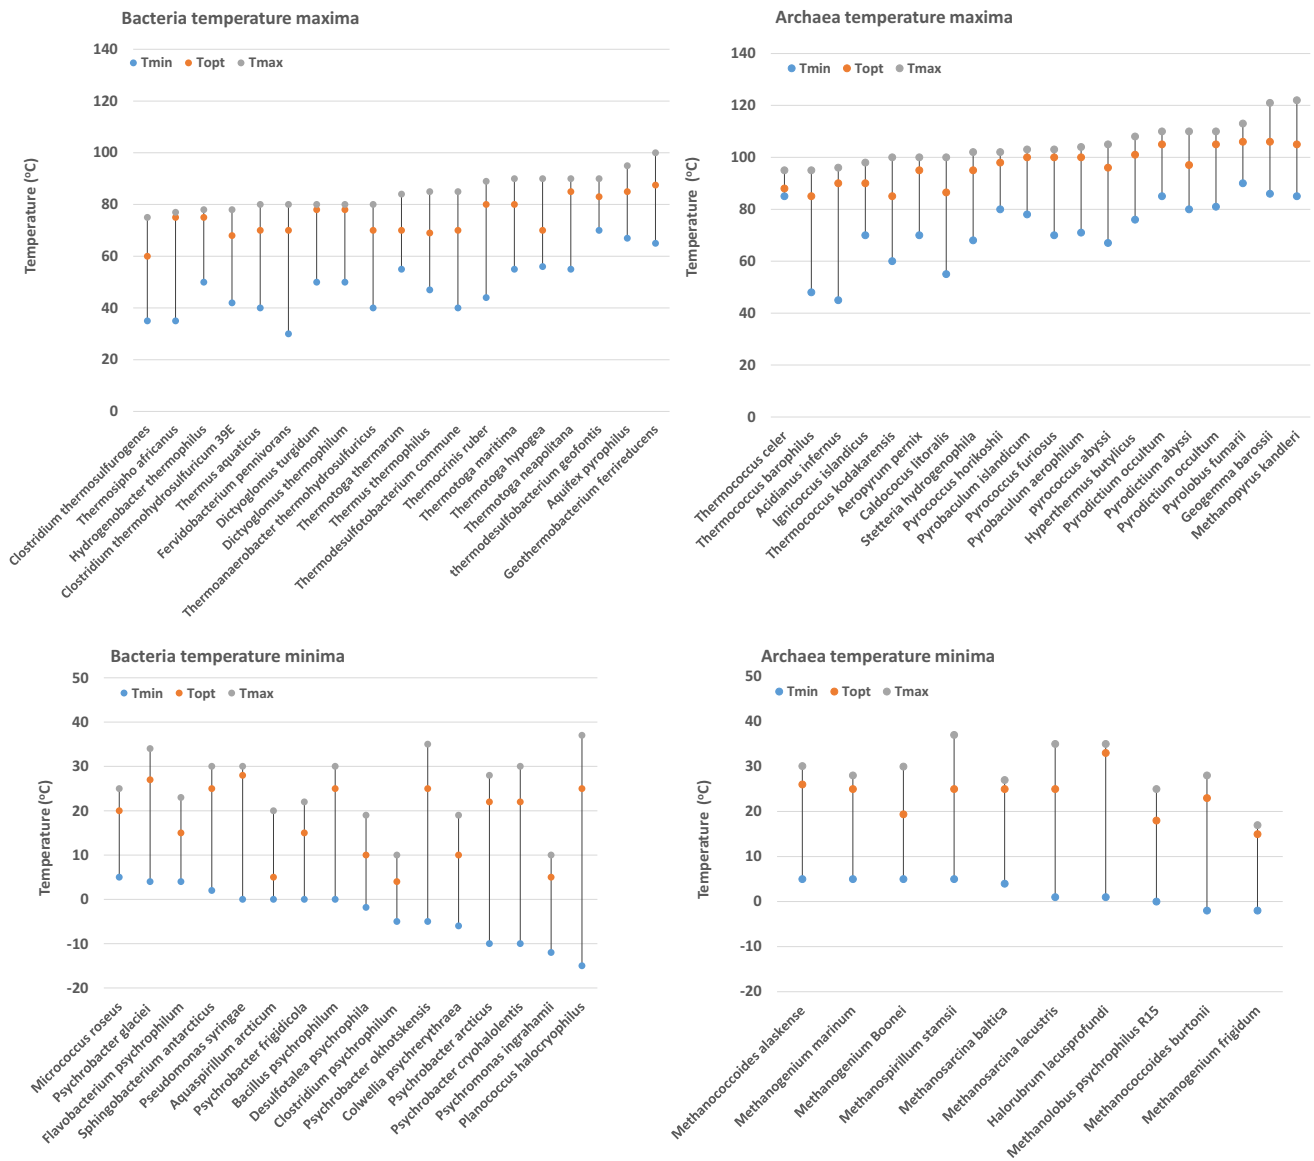 Bacteria temperature maxima
Tmin Topt Tmax
Temperature (°C)
140
120
100
80
60
40
20
0
Clostridium thermosulfurogenes
Thermosipho africanus
Hydrogenobacter thermophilus
Clostridium thermohydrosulfuricum 39E
Thermus aquaticus
Fervidobacterium pennivorans
Dictyoglomus turgidum
Dictyoglomus thermophilum
Thermoanaerobacter thermohydrosulfuricus
Thermotoga thermarum
Thermus thermophilus
Thermodesulfotobacterium commune
Thermocrinis ruber
Thermotoga maritima
Thermotoga hypogea
Thermotoga neapolitana
thermodesulfobacterium geofontis
Aquifex pyrophilus
Geothermobacterium ferrireducens
Archaea temperature maxima
Tmin Topt Tmax
Temperature (°C)
140
120
100
80
60
40
20
0
Thermococcus celer
Thermococcus barophilus
Acidianus infernus
Ignicoccus islandicus
Thermococcus kodakarensis
Aeropyrum pernix
Caldococcus litoralis
Stetteria hydrogenophila
Pyrococcus horikoshii
Pyrobaculum islandicum
Pyrococcus furiosus
Pyrobaculum aerophilum
pyrococcus abyssi
Hyperthermus butylicus
Pyrodictium occultum
Pyrodictium abyssi
Pyrodictium occultum
Pyrolobus fumarii
Geogemma barossii
Methanopyrus kandleri
Bacteria temperature minima
Tmin Topt Tmax
Temperature (°C)
50
40
30
20
10
0
-10
-20
Micrococcus roseus
Psychrobacter glaciei
Flavobacterium psychrophilum
Sphingobacterium antarcticus
Pseudomonas syringae
Aquaspirillum arcticum
Psychrobacter frigidicola
Bacillus psychrophilum
Desulfotalea psychrophila
Clostridium psychrophilum
Psychrobacter okhotskensis
Colwellia psychrerythraea
Psychrobacter arcticus
Psychrobacter cryohalolentis
Psychromonas ingrahamii
Planococcus halocryophilus
Archaea temperature minima
Tmin Topt Tmax
Temperature (°C)
50
40
30
20
10
0
-10
-20
Methanococcoides alaskense
Methanogenium marinum
Methanogenium Boonei
Methanospirillum stamsii
Methanosarcina baltica
Methanosarcina lacustris
Halorubrum lacusprofundi
Methanolobus psychrophilus R15
Methanococcoides burtonii
Methanogenium frigidum